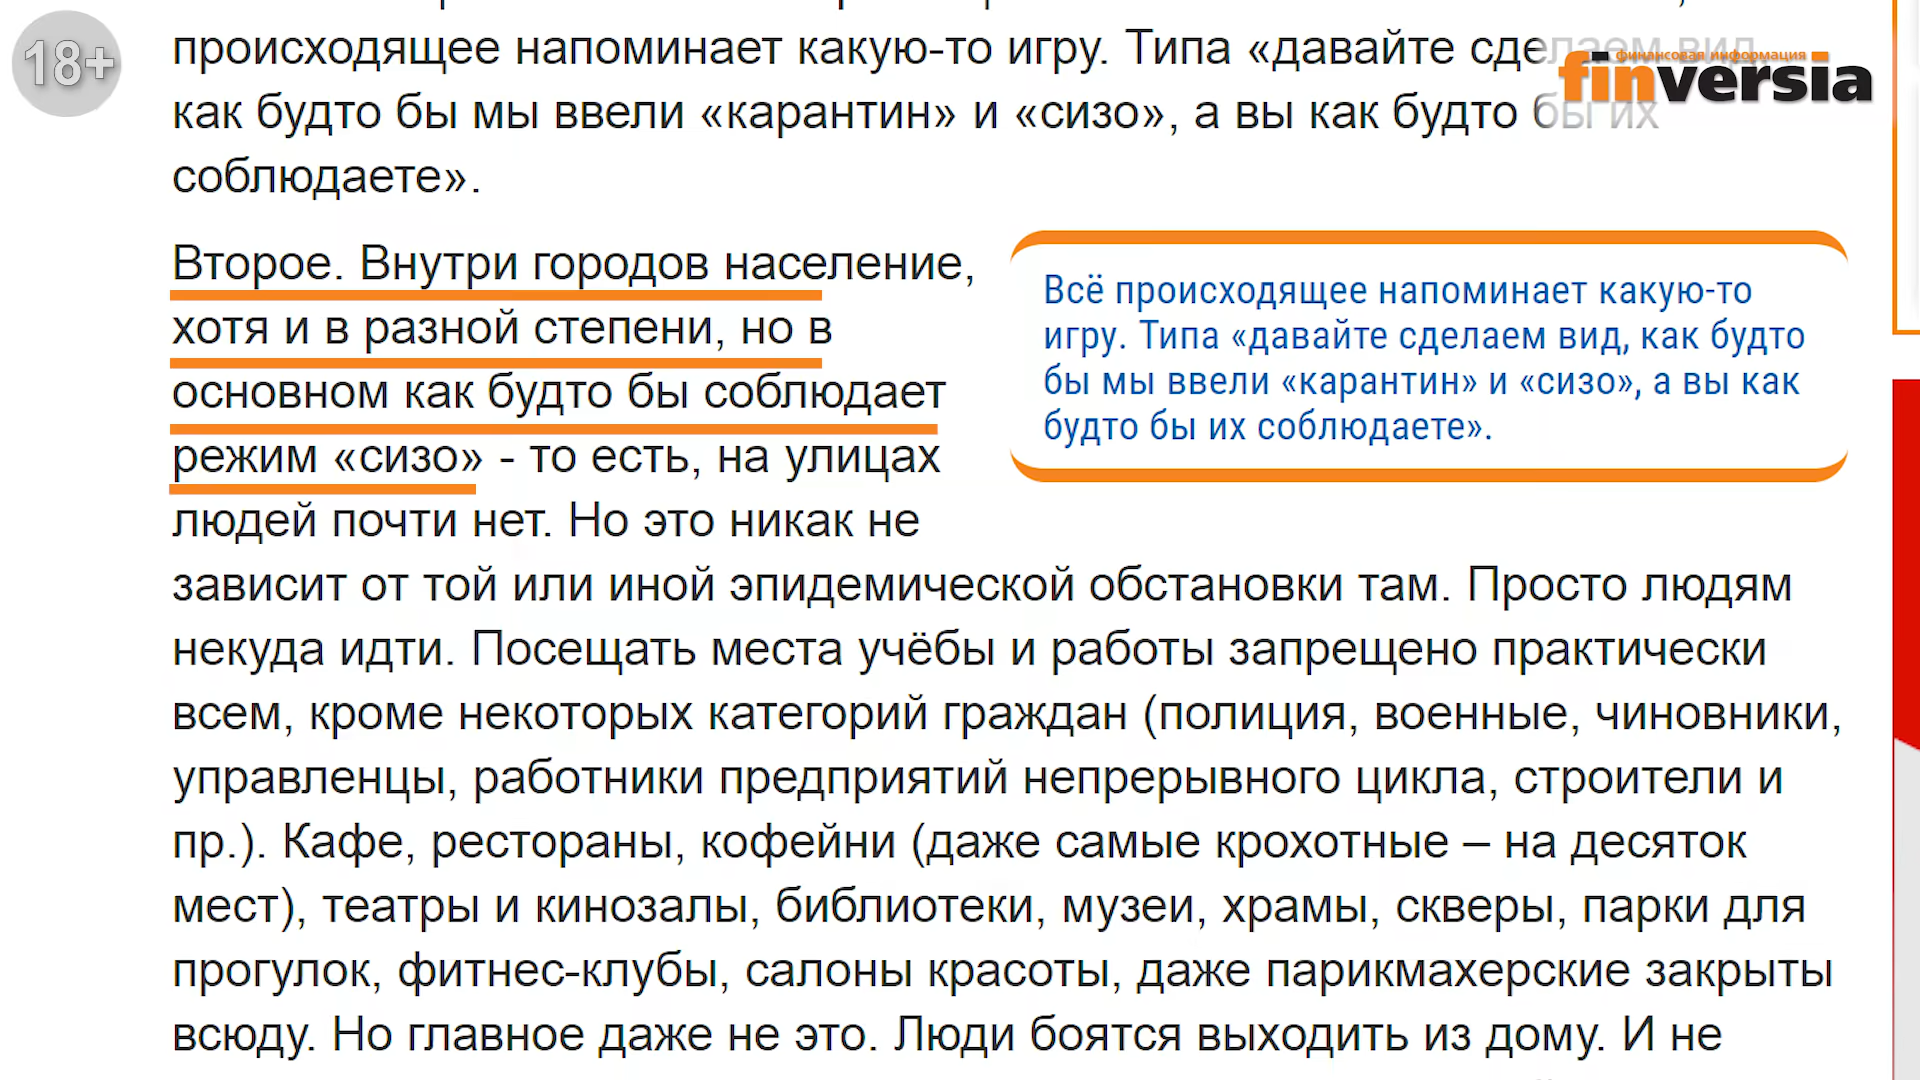 18+
финансовая информация
finversia
происходящее напоминает какую-то игру. Типа «давайте сделаем вид,
как будто бы мы ввели «карантин» и «сизо», а вы как будто бы их
соблюдаете».
Второе. Внутри городов население,
хотя и в разной степени, но в
основном как будто бы соблюдает
режим «сизо» - то есть, на улицах
людей почти нет. Но это никак не
Всё происходящее напоминает какую-то
игру. Типа «давайте сделаем вид, как будто
бы мы ввели «карантин» и «сизо», а вы как
будто бы их соблюдаете».
зависит от той или иной эпидемической обстановки там. Просто людям
некуда идти. Посещать места учёбы и работы запрещено практически
всем, кроме некоторых категорий граждан (полиция, военные, чиновники,
управленцы, работники предприятий непрерывного цикла, строители и
пр.). Кафе, рестораны, кофейни (даже самые крохотные – на десяток
мест), театры и кинозалы, библиотеки, музеи, храмы, скверы, парки для
прогулок, фитнес-клубы, салоны красоты, даже парикмахерские закрыты
всюду. Но главное даже не это. Люди боятся выходить из дому. И не